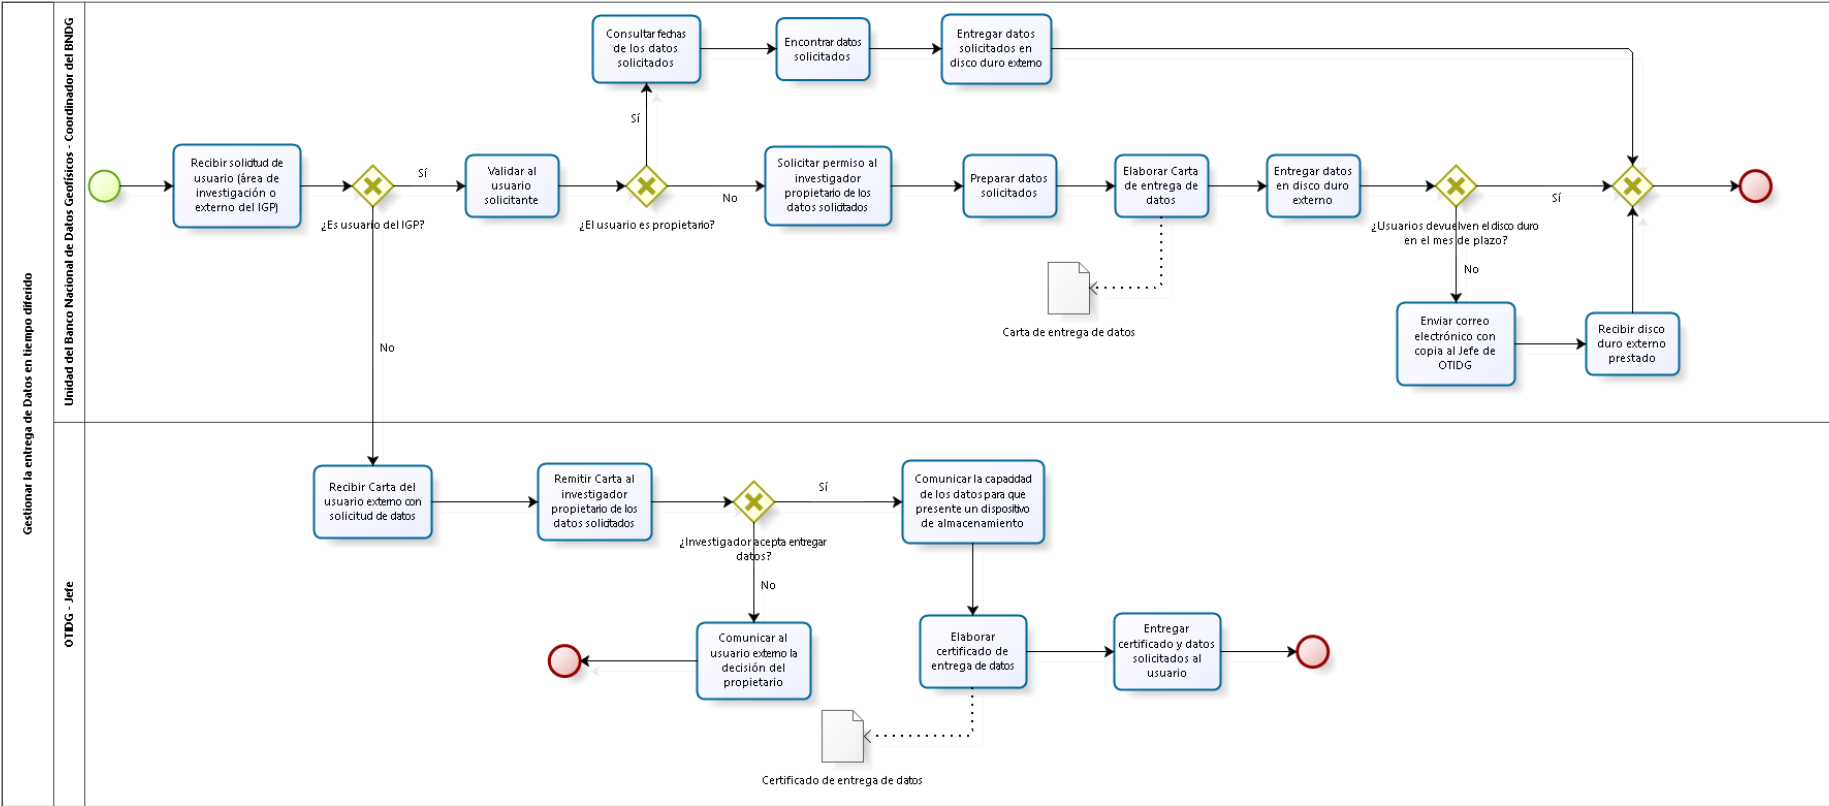 Gestionar la entrega de Datos en tiempo diferido
Unidad del Banco Nacional de Datos Geofísicos - Coordinador del BNDG
Consultar fechas
de los datos
solicitados
Encontrar datos
solicitados
Entregar datos
solicitados en
disco duro externo
Sí
Recibir solicitud de
usuario (área de
investigación o
externo del IGP)
¿Es usuario del IGP?
Sí
Validar al
usuario
solicitante
¿El usuario es propietario?
No
Solicitar permiso al
investigador
propietario de los
datos solicitados
Preparar datos
solicitados
Elaborar Carta
de entrega de
datos
Entregar datos
en disco duro
externo
¿Usuarios devuelven el disco duro
en el mes de plazo?
Sí
No
Carta de entrega de datos
Enviar correo
electrónico con
copia al Jefe de
OTIDG
Recibir disco
duro externo
prestado
No
OTIDG - Jefe
Recibir Carta del
usuario externo con
solicitud de datos
Remitir Carta al
investigador
propietario de los
datos solicitados
¿Investigador acepta entregar
datos?
Sí
Comunicar la capacidad
de los datos para que
presente un dispositivo
de almacenamiento
No
Comunicar al
usuario externo la
decisión del
propietario
Elaborar
certificado de
entrega de datos
Entregar
certificado y datos
solicitados al
usuario
Certificado de entrega de datos